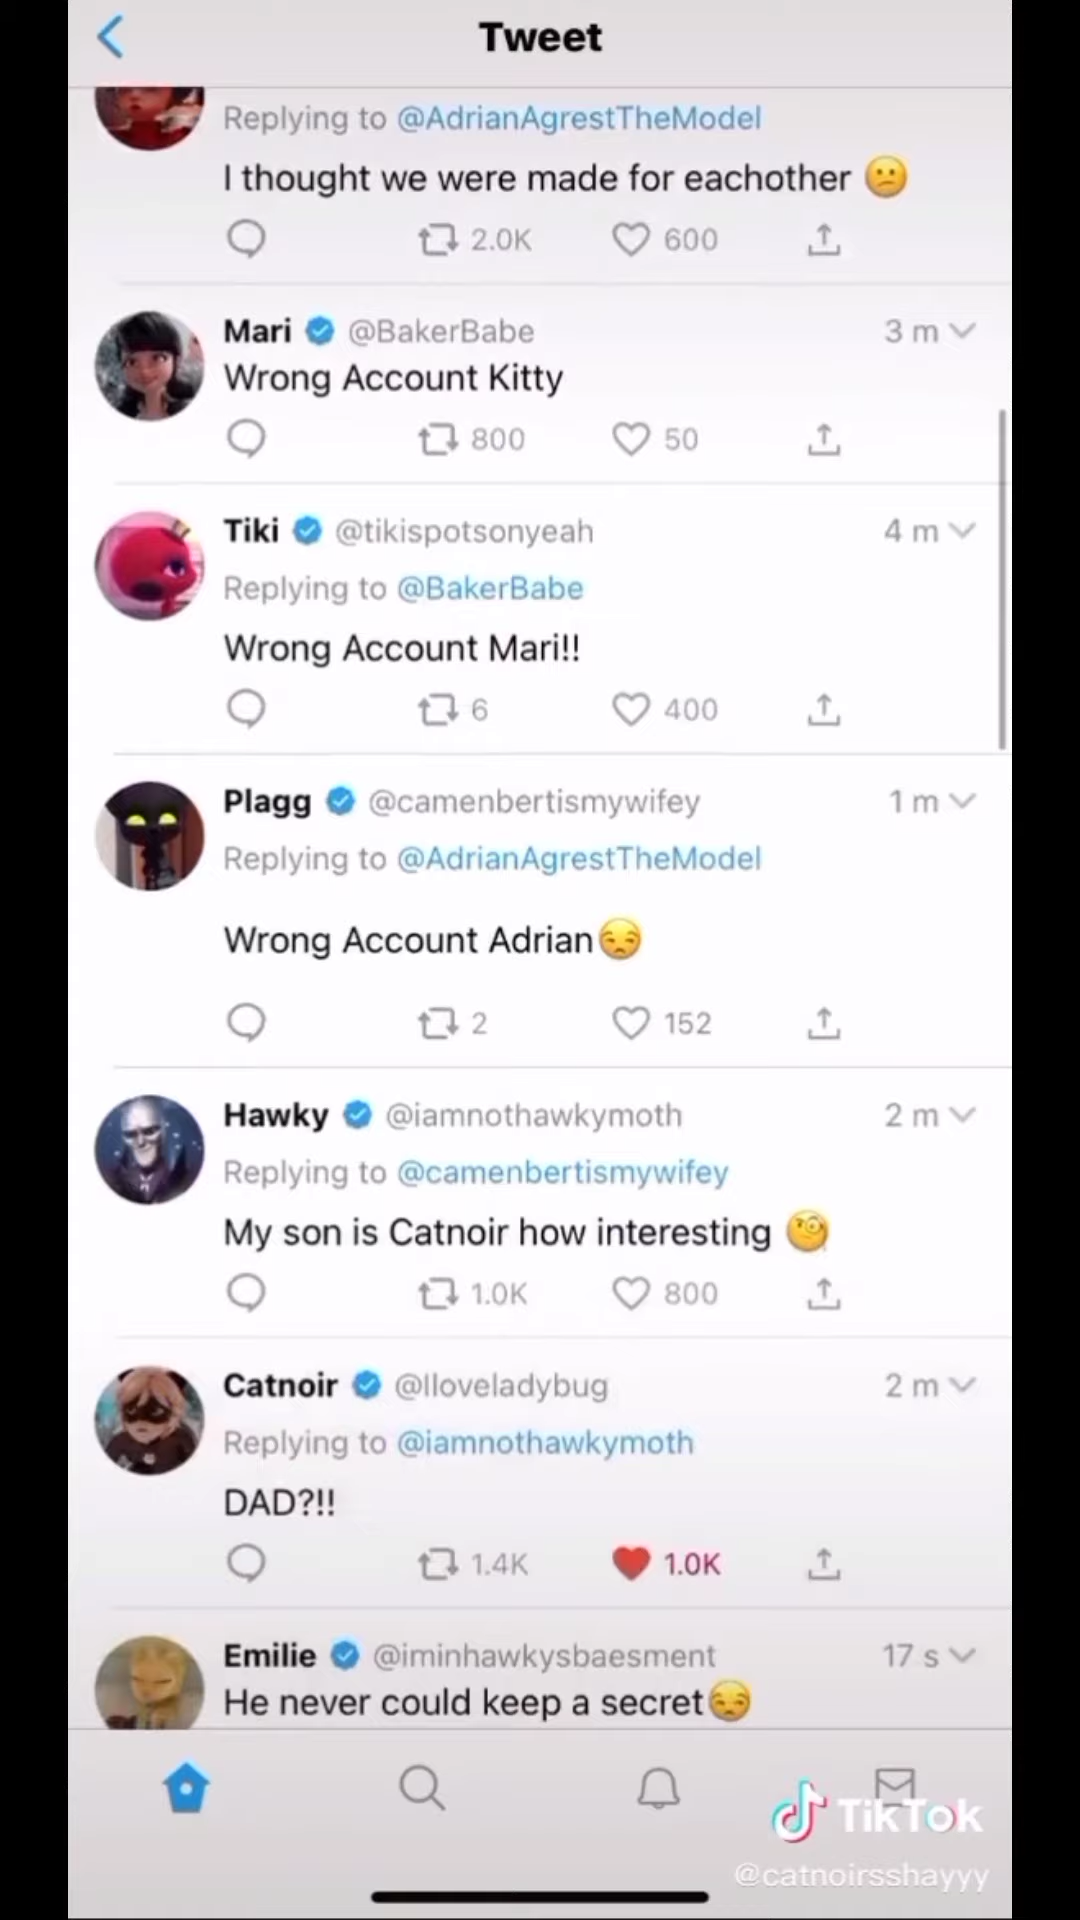 Tweet
Replying to @AdrianAgrestTheModel
I thought we were made for eachother 😕
2.0K 600
Mari @BakerBabe 3 m
Wrong Account Kitty
800 50
Tiki @tikispotsonyeah 4 m
Replying to @BakerBabe
Wrong Account Mari!!
6 400
Plagg @camenbertismywifey 1 m
Replying to @AdrianAgrestTheModel
Wrong Account Adrian😒
2 152
Hawky @iamnothawkymoth 2 m
Replying to @camenbertismywifey
My son is Catnoir how interesting 🧐
1.0K 800
Catnoir @lloveladybug 2 m
Replying to @iamnothawkymoth
DAD?!!
1.4K 1.0K
Emilie @iminhawkysbaesment 17 s
He never could keep a secret😒
TikTok
@catnoirsshayyy